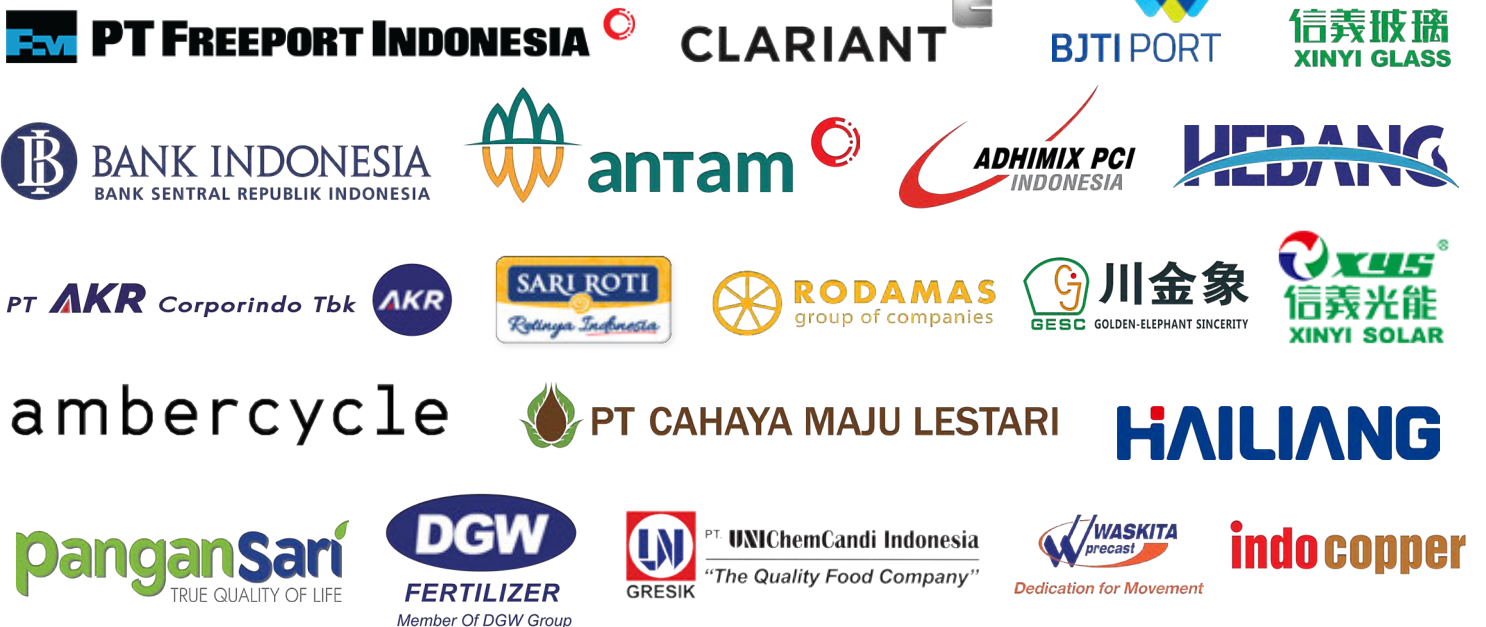 FM PT FREEPORT INDONESIA
CLARIANT
BJTI PORT
信義玻璃
XINYI GLASS
BANK INDONESIA
BANK SENTRAL REPUBLIK INDONESIA
antam
ADHIMIX PCI
INDONESIA
HEBANG
PT AKR Corporindo Tbk
AKR
SARI ROTI
Rotinya Indonesia
RODAMAS
group of companies
GESC
川金象
GOLDEN-ELEPHANT SINCERITY
xys®
信義光能
XINYI SOLAR
ambercycle
PT CAHAYA MAJU LESTARI
HAILIANG
panganSari
TRUE QUALITY OF LIFE
DGW
FERTILIZER
Member Of DGW Group
GRESIK
PT. UNIChemCandi Indonesia
“The Quality Food Company”
WASKITA
precast
Dedication for Movement
indocopper